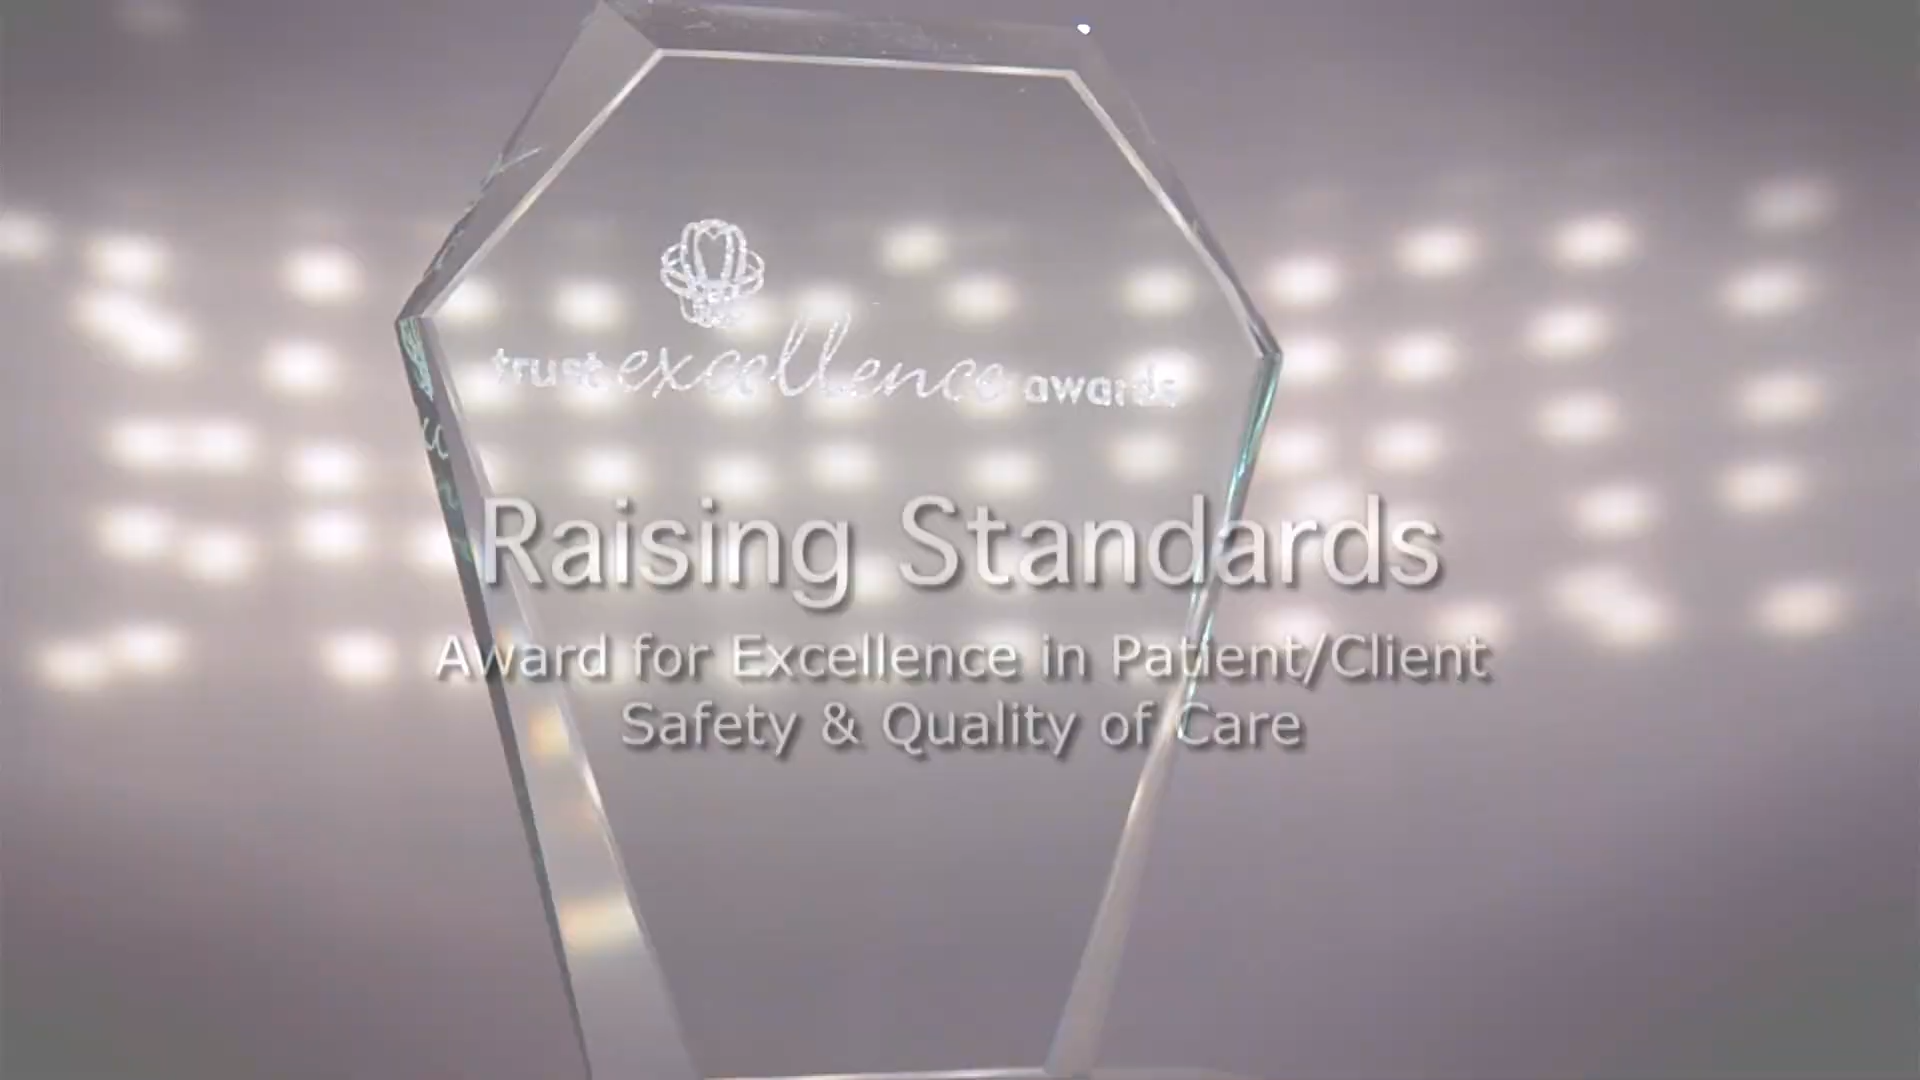 trust excellence awards
Raising Standards
Award for Excellence in Patient/Client
Safety & Quality of Care